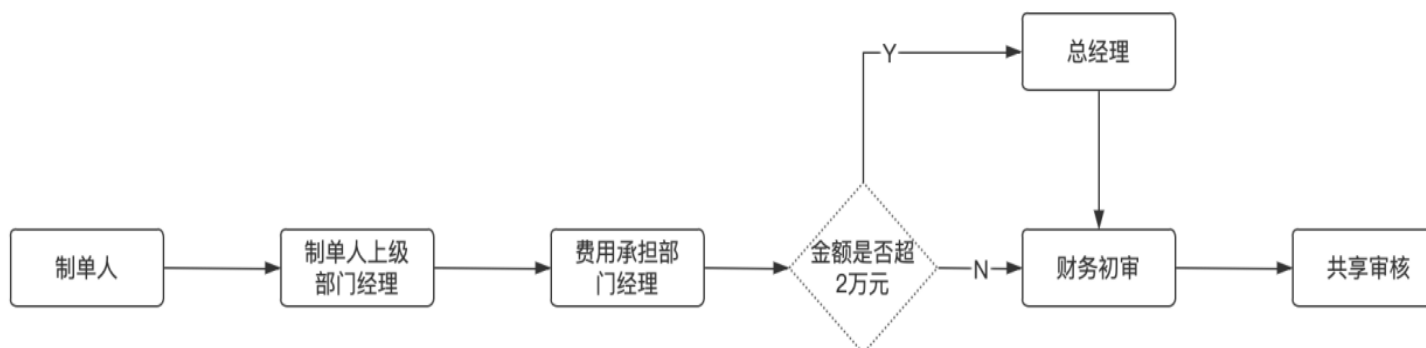 制单人
制单人上级
部门经理
费用承担部
门经理
金额是否超
2万元
Y
总经理
N
财务初审
共享审核